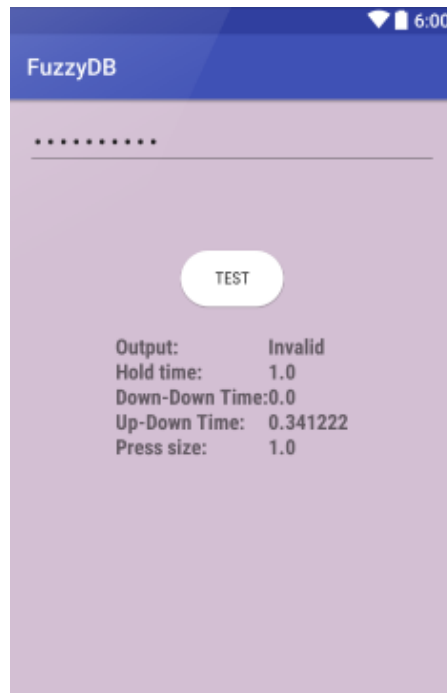 6:00
FuzzyDB
••••••••••
TEST
Output: Invalid
Hold time: 1.0
Down-Down Time:0.0
Up-Down Time: 0.341222
Press size: 1.0